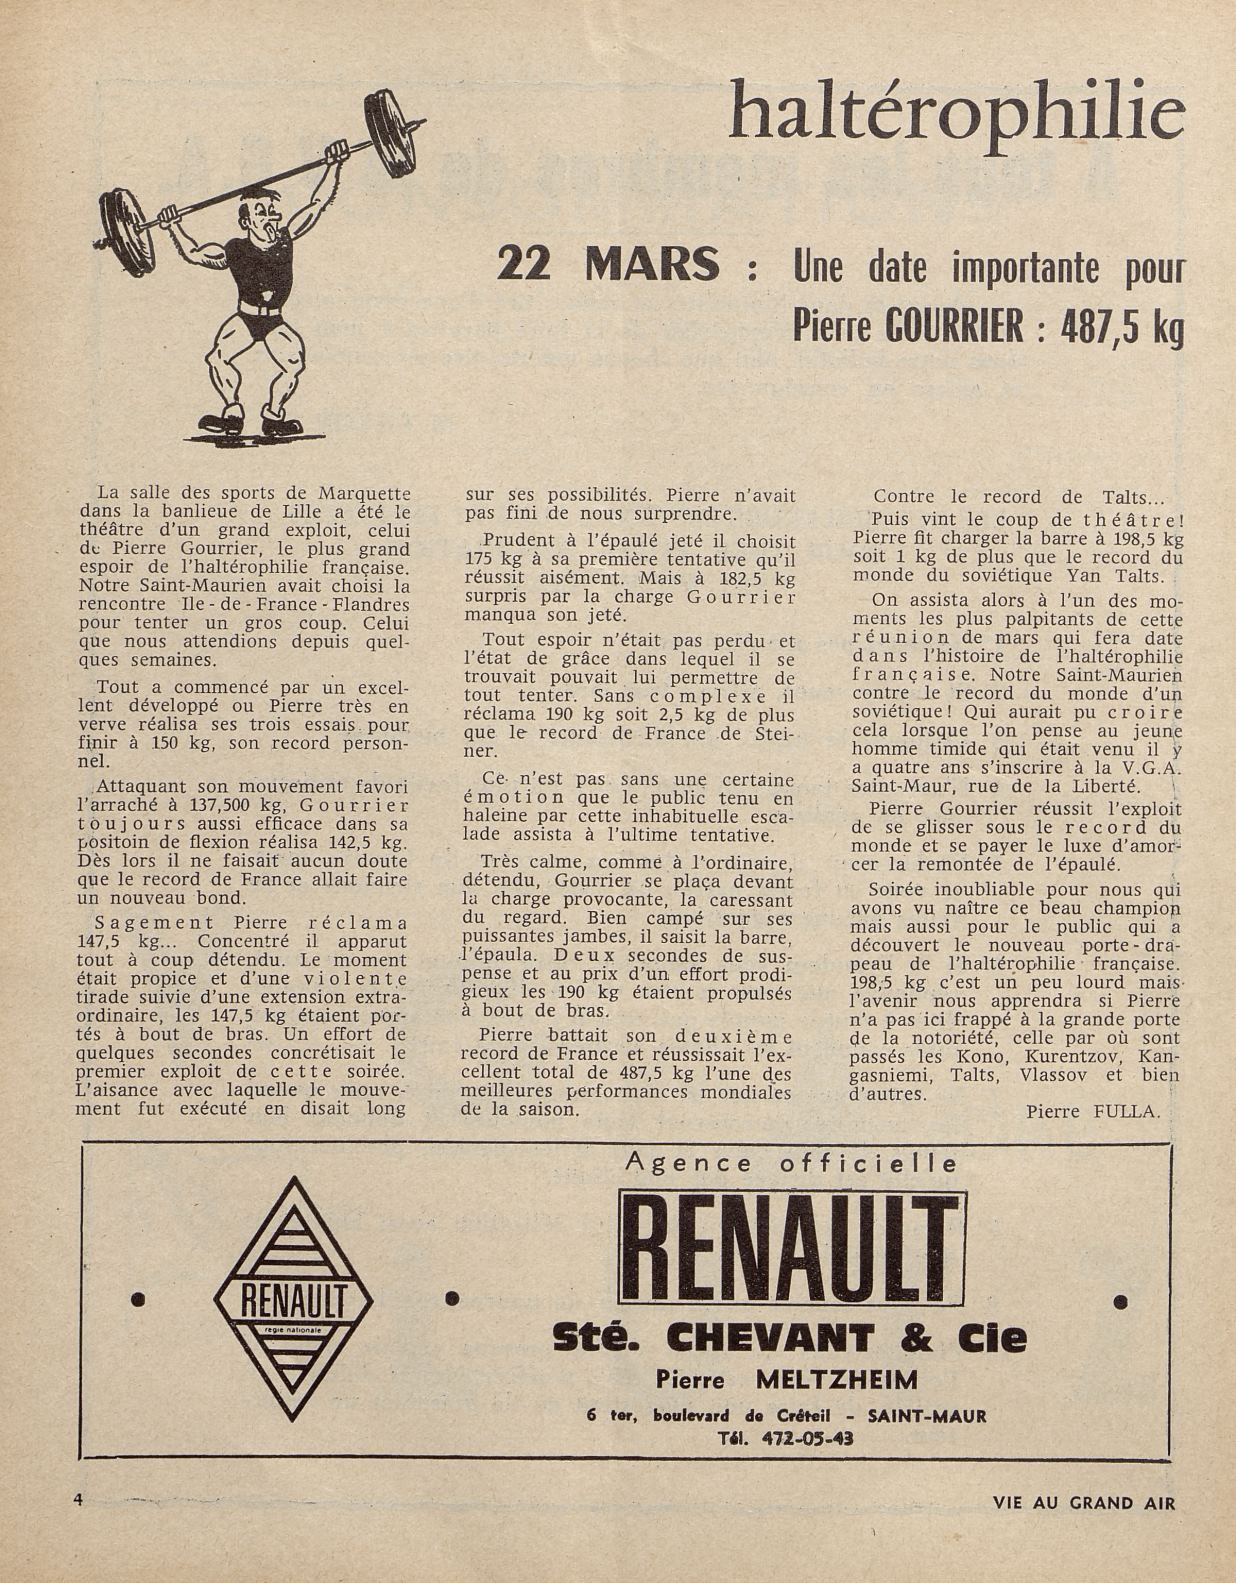 haltérophilie
22 MARS : Une date importante pour
Pierre GOURRIER : 487,5 kg
La salle des sports de Marquette
dans la banlieue de Lille a été le
théâtre d'un grand exploit, celui
de Pierre Gourrier, le plus grand
espoir de l'haltérophilie française.
Notre Saint-Maurien avait choisi la
rencontre Ile-de-France-Flandres
pour tenter un gros coup. Celui
que nous attendions depuis quel-
ques semaines.
Tout a commencé par un excel-
lent développé ou Pierre très en
verve réalisa ses trois essais pour
finir à 150 kg, son record person-
nel.
Attaquant son mouvement favori
l'arraché à 137,500 kg, Gourrier
toujours aussi efficace dans sa
positoin de flexion réalisa 142,5 kg.
Dès lors il ne faisait aucun doute
que le record de France allait faire
un nouveau bond.
Sagement Pierre réclama
147,5 kg... Concentré il apparut
tout à coup détendu. Le moment
était propice et d'une violente
tirade suivie d'une extension extra-
ordinaire, les 147,5 kg étaient por-
tés à bout de bras. Un effort de
quelques secondes concrétisait le
premier exploit de cette soirée.
L'aisance avec laquelle le mouve-
ment fut exécuté en disait long
sur ses possibilités. Pierre n'avait
pas fini de nous surprendre.
Prudent à l'épaulé jeté il choisit
175 kg à sa première tentative qu'il
réussit aisément. Mais à 182,5 kg
surpris par la charge Gourrier
manqua son jeté.
Tout espoir n'était pas perdu et
l'état de grâce dans lequel il se
trouvait pouvait lui permettre de
tout tenter. Sans complexe il
réclama 190 kg soit 2,5 kg de plus
que le record de France de Stei-
ner.
Ce n'est pas sans une certaine
émotion que le public tenu en
haleine par cette inhabituelle esca-
lade assista à l'ultime tentative.
Très calme, comme à l'ordinaire,
détendu, Gourrier se plaça devant
la charge provocante, la caressant
du regard. Bien campé sur ses
puissantes jambes, il saisit la barre,
l'épaula. Deux secondes de sus-
pense et au prix d'un effort prodi-
gieux les 190 kg étaient propulsés
à bout de bras.
Pierre battait son deuxième
record de France et réussissait l'ex-
cellent total de 487,5 kg l'une des
meilleures performances mondiales
de la saison.
Contre le record de Talts...
Puis vint le coup de théâtre!
Pierre fit charger la barre à 198,5 kg
soit 1 kg de plus que le record du
monde du soviétique Yan Talts.
On assista alors à l'un des mo-
ments les plus palpitants de cette
réunion de mars qui fera date
dans l'histoire de l'haltérophilie
française. Notre Saint-Maurien
contre le record du monde d'un
soviétique! Qui aurait pu croire
cela lorsque l'on pense au jeune
homme timide qui était venu il y
a quatre ans s'inscrire à la V.G.A.
Saint-Maur, rue de la Liberté.
Pierre Gourrier réussit l'exploit
de se glisser sous le record du
monde et se payer le luxe d'amor-
cer la remontée de l'épaulé.
Soirée inoubliable pour nous qui
avons vu naître ce beau champion
mais aussi pour le public qui a
découvert le nouveau porte-dra-
peau de l'haltérophilie française.
198,5 kg c'est un peu lourd mais
l'avenir nous apprendra si Pierre
n'a pas ici frappé à la grande porte
de la notoriété, celle par où sont
passés les Kono, Kurentzov, Kan-
gasniemi, Talts, Vlassov et bien
d'autres.
Pierre FULLA.
RENAULT
régie nationale
Agence officielle
RENAULT
Sté. CHEVANT & Cie
Pierre MELTZHEIM
6 ter, boulevard de Créteil - SAINT-MAUR
Tél. 472-05-43
4
VIE AU GRAND AIR